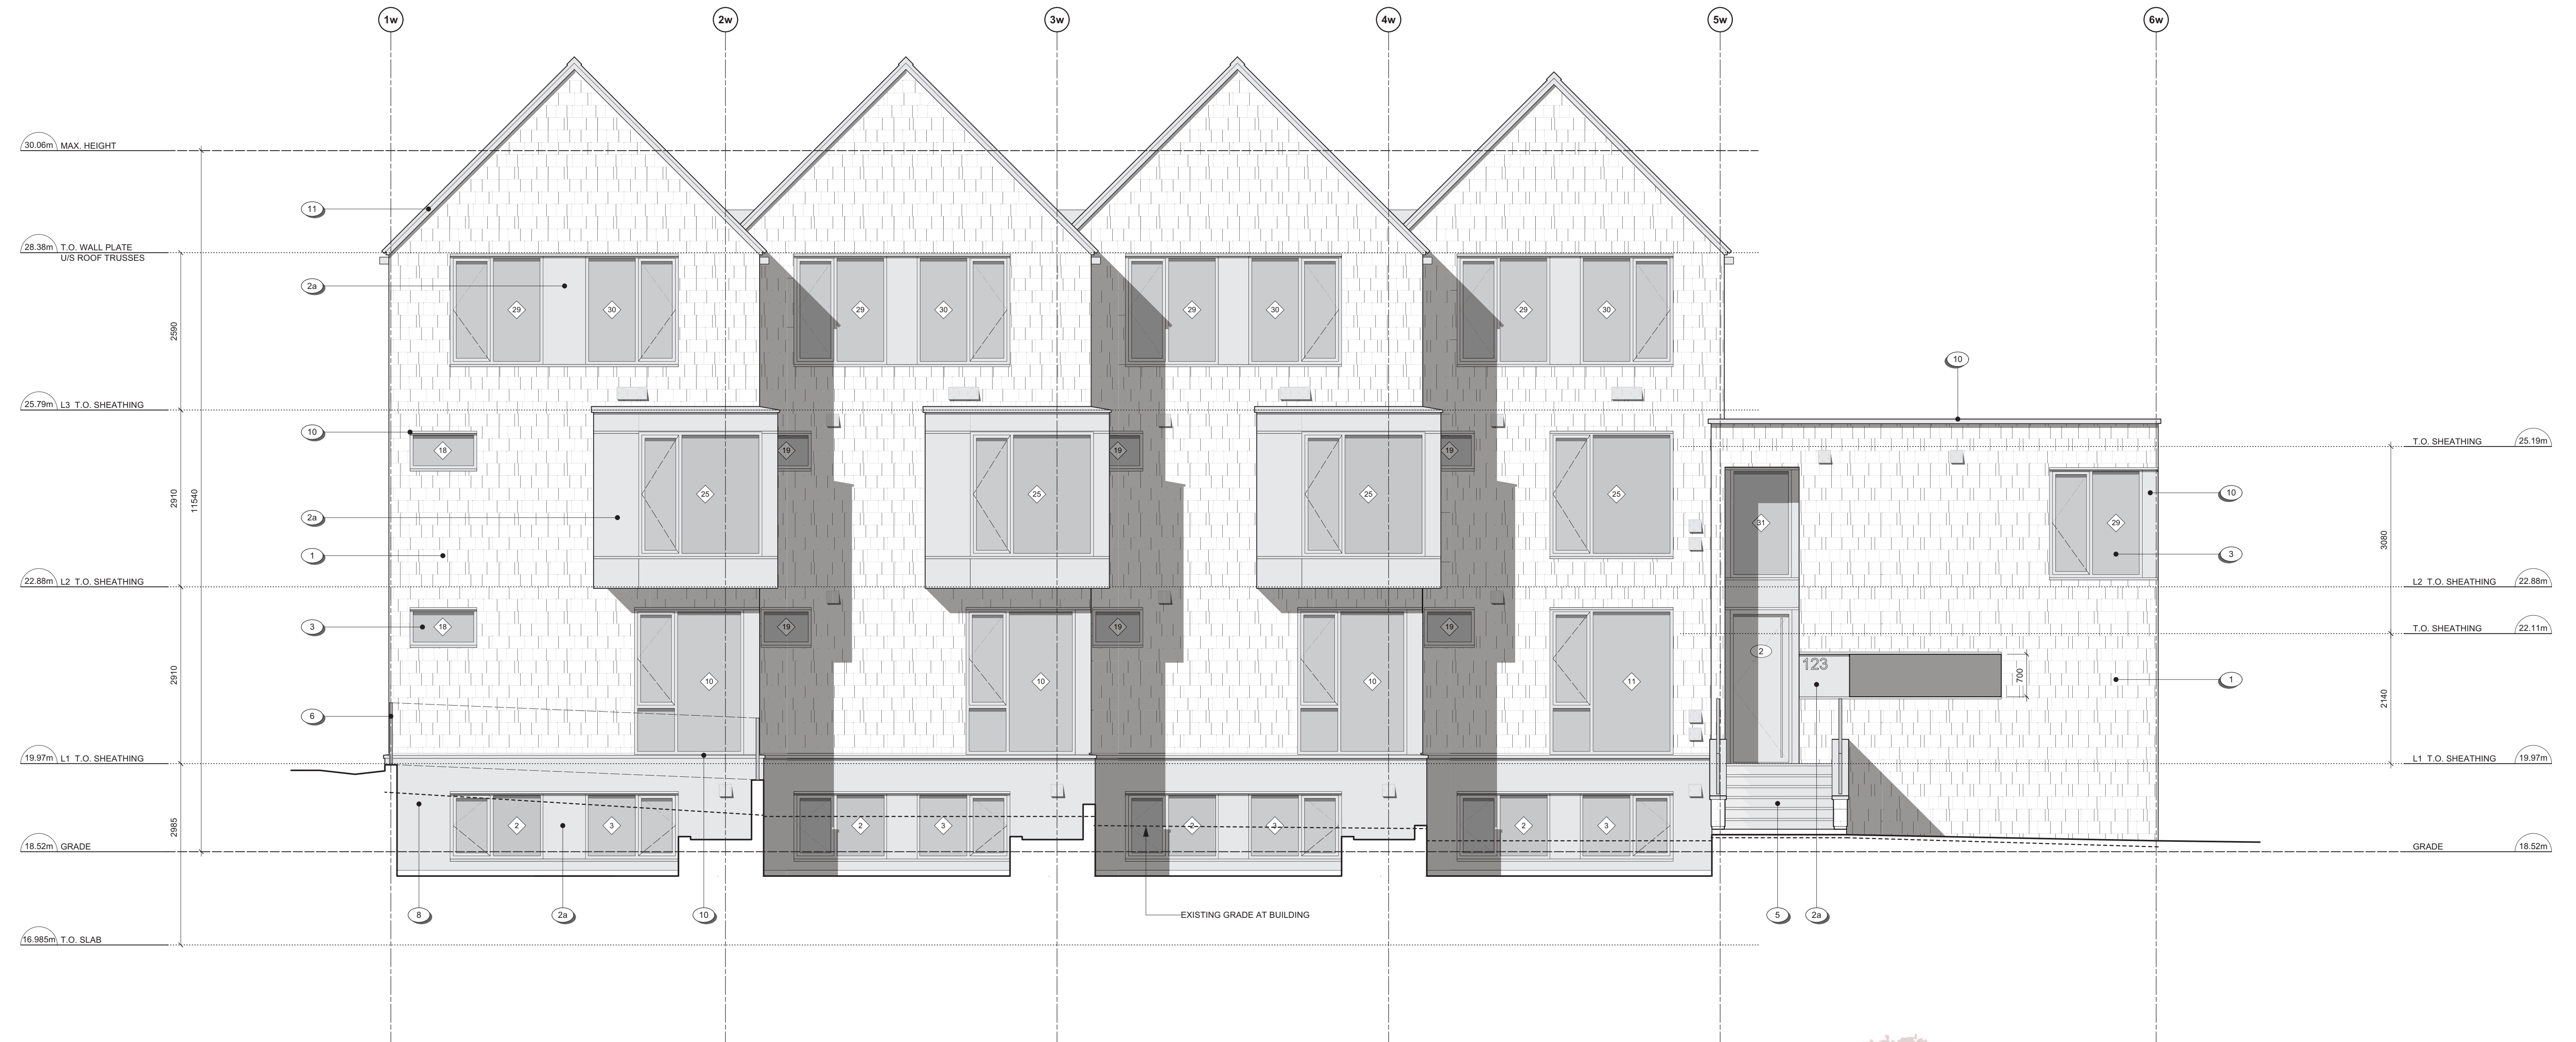 1w 2w 3w 4w 5w 6w
30.06m MAX. HEIGHT
11
28.38m T.O. WALL PLATE
U/S ROOF TRUSSES
2a
29 30 29 30 29 30 29 30
2590
10
25.79m L3 T.O. SHEATHING
10
T.O. SHEATHING 25.19m
18 19 19 19
25 25 25 25
10
2910
11540
2a
31 29
3080
1
3
22.88m L2 T.O. SHEATHING
L2 T.O. SHEATHING 22.88m
3
18 19 19 19
T.O. SHEATHING 22.11m
2
123
700
2910
10 10 10 11
1
2140
6
2a
19.97m L1 T.O. SHEATHING
L1 T.O. SHEATHING 19.97m
2985
2 3 2 3 2 3 2 3
18.52m GRADE
GRADE 18.52m
8 2a 10
EXISTING GRADE AT BUILDING
5 2a
16.985m T.O. SLAB